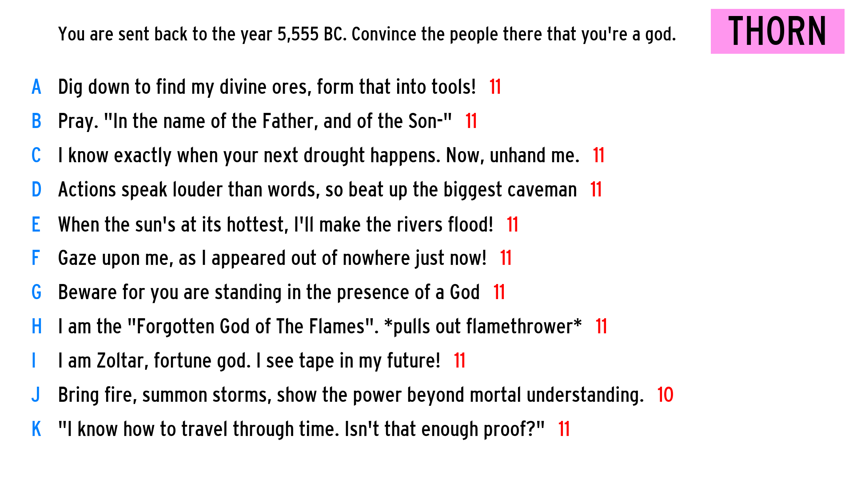 You are sent back to the year 5,555 BC. Convince the people there that you're a god.
THORN
A Dig down to find my divine ores, form that into tools! 11
B Pray. "In the name of the Father, and of the Son-" 11
C I know exactly when your next drought happens. Now, unhand me. 11
D Actions speak louder than words, so beat up the biggest caveman 11
E When the sun's at its hottest, I'll make the rivers flood! 11
F Gaze upon me, as I appeared out of nowhere just now! 11
G Beware for you are standing in the presence of a God 11
H I am the "Forgotten God of The Flames". *pulls out flamethrower* 11
I I am Zoltar, fortune god. I see tape in my future! 11
J Bring fire, summon storms, show the power beyond mortal understanding. 10
K "I know how to travel through time. Isn't that enough proof?" 11